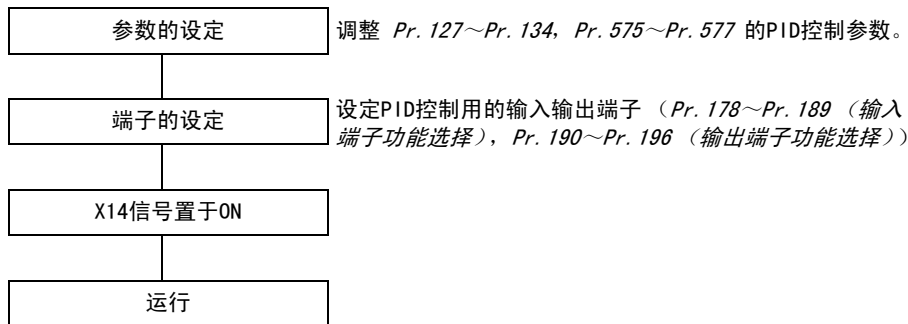 参数的设定
调整 Pr.127～Pr.134，Pr.575～Pr.577 的PID控制参数。
端子的设定
设定PID控制用的输入输出端子（Pr.178～Pr.189（输入
端子功能选择），Pr.190～Pr.196（输出端子功能选择））
X14信号置于ON
运行